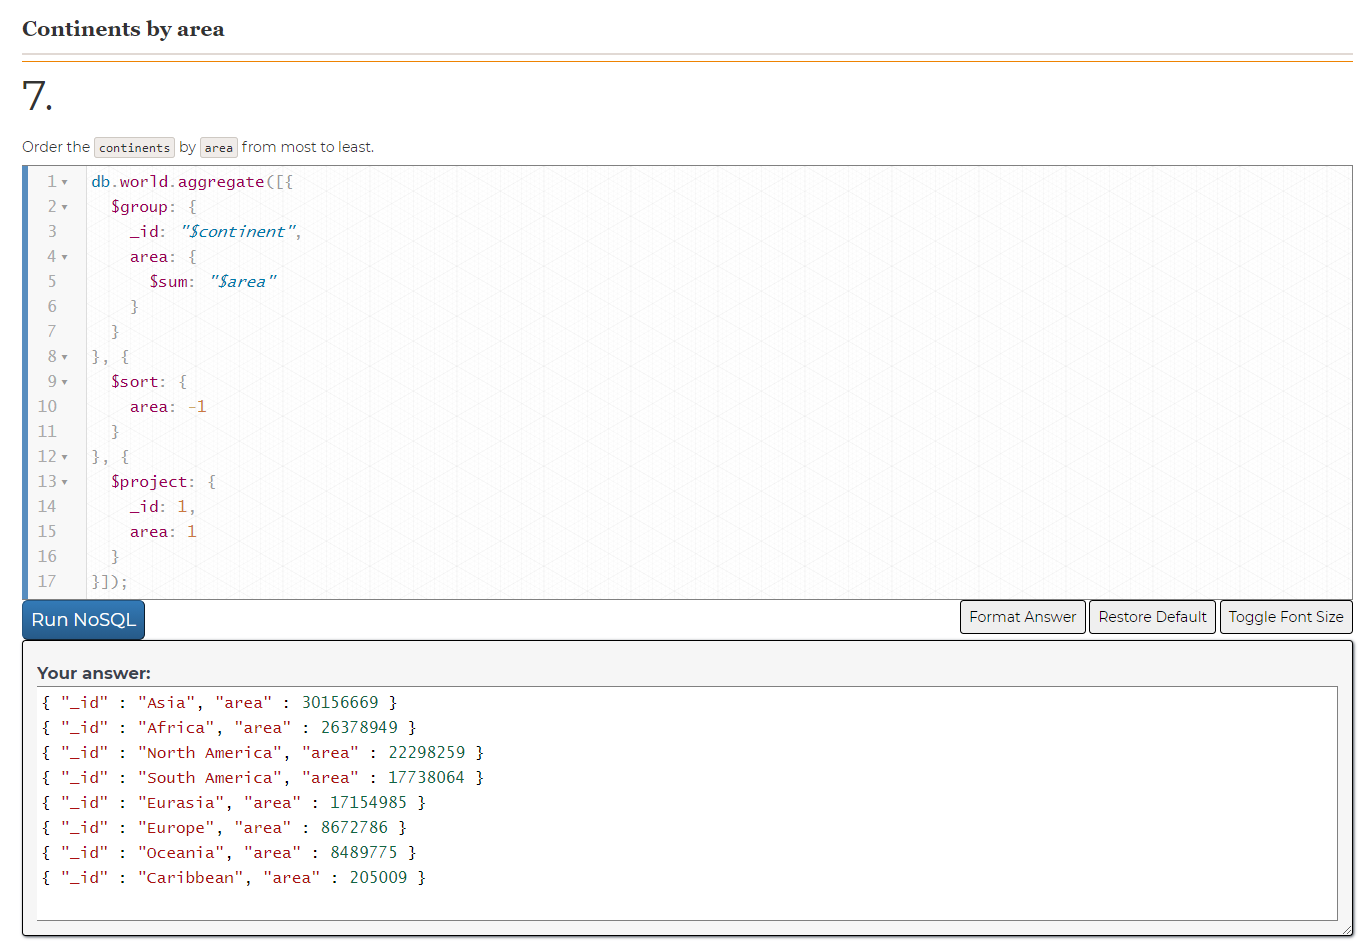 Continents by area
7.
Order the continents by area from most to least.
1 db.world.aggregate([{
2 $group: {
3 _id: "$continent",
4 area: {
5 $sum: "$area"
6 }
7 }
8 }, {
9 $sort: {
10 area: -1
11 }
12 }, {
13 $project: {
14 _id: 1,
15 area: 1
16 }
17 }]);
Run NoSQL Format Answer Restore Default Toggle Font Size
Your answer:
{ "_id" : "Asia", "area" : 30156669 }
{ "_id" : "Africa", "area" : 26378949 }
{ "_id" : "North America", "area" : 22298259 }
{ "_id" : "South America", "area" : 17738064 }
{ "_id" : "Eurasia", "area" : 17154985 }
{ "_id" : "Europe", "area" : 8672786 }
{ "_id" : "Oceania", "area" : 8489775 }
{ "_id" : "Caribbean", "area" : 205009 }